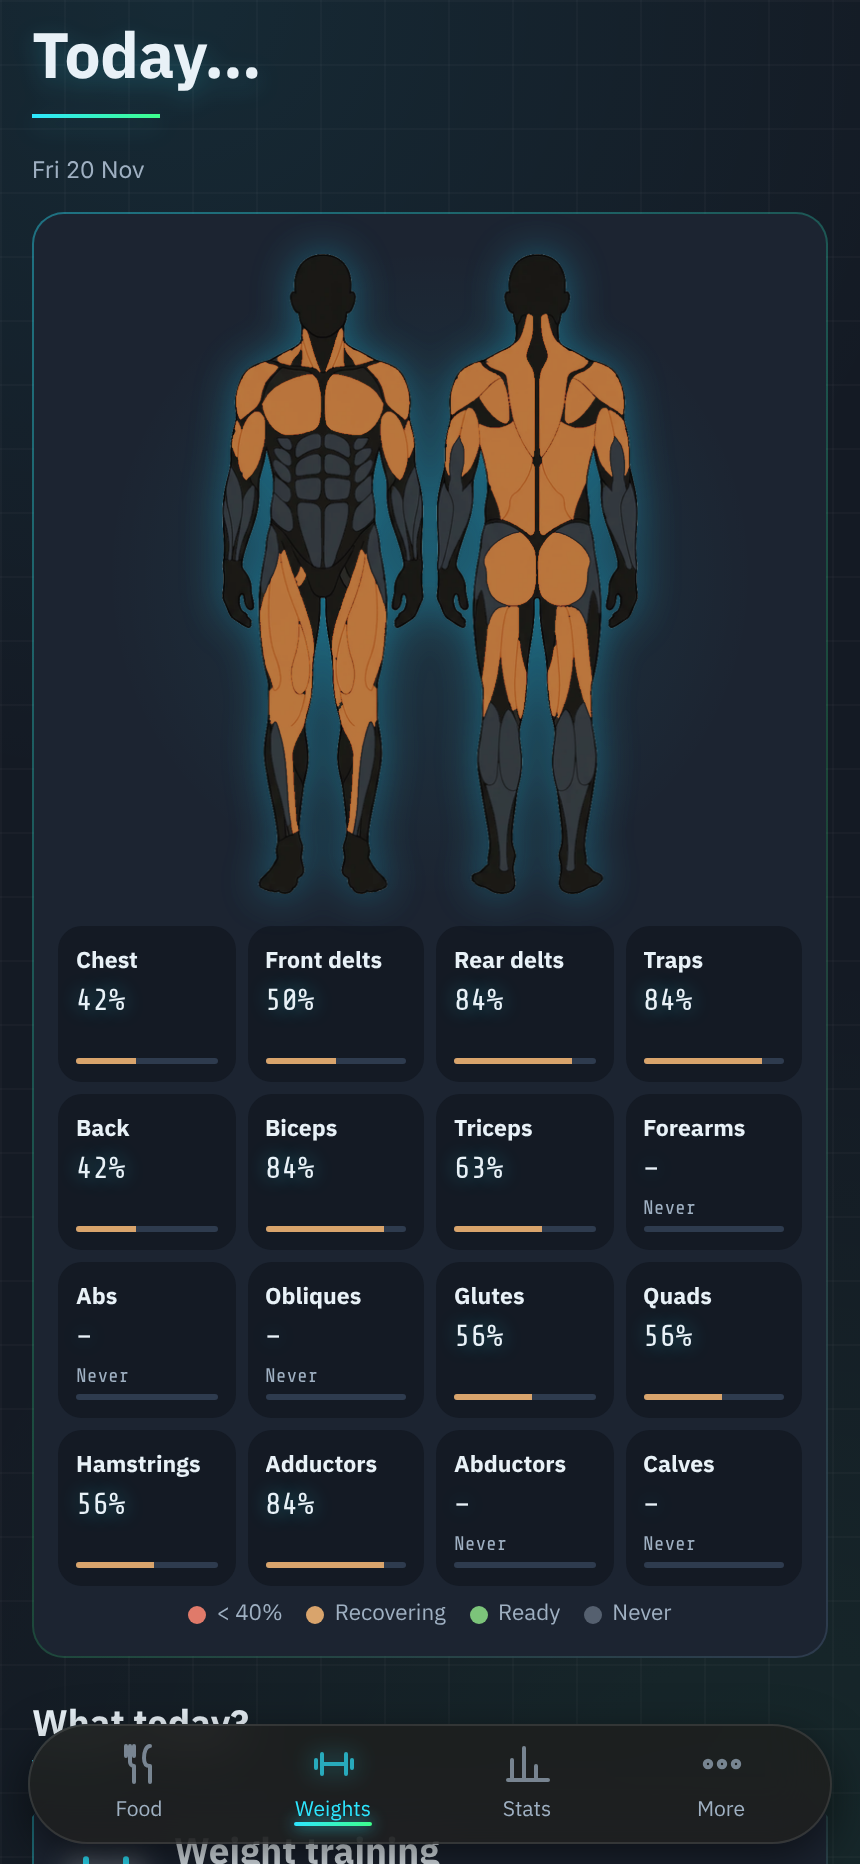 Today...
Fri 20 Nov
Chest
42%
Front delts
50%
Rear delts
84%
Traps
84%
Back
42%
Biceps
84%
Triceps
63%
Forearms
–
Never
Abs
–
Never
Obliques
–
Never
Glutes
56%
Quads
56%
Hamstrings
56%
Adductors
84%
Abductors
–
Never
Calves
–
Never
< 40%
Recovering
Ready
Never
What today?
Food
Weights
Stats
More
Weight training